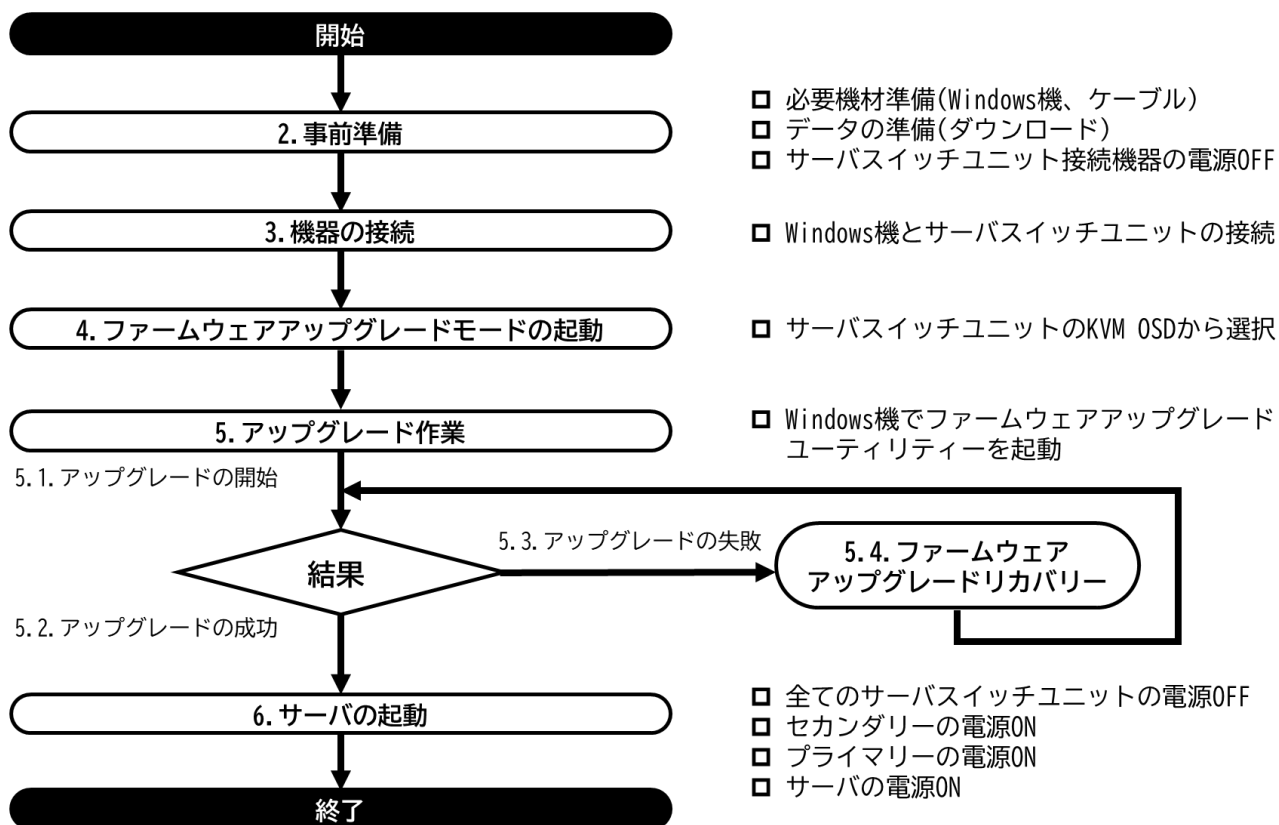 開始
2.事前準備
□ 必要機材準備(Windows機、ケーブル)
□ データの準備(ダウンロード)
□ サーバスイッチユニット接続機器の電源OFF
3.機器の接続
□ Windows機とサーバスイッチユニットの接続
4.ファームウェアアップグレードモードの起動
□ サーバスイッチユニットのKVM OSDから選択
5.アップグレード作業
□ Windows機でファームウェアアップグレード
ユーティリティーを起動
5.1.アップグレードの開始
結果
5.3.アップグレードの失敗
5.4.ファームウェア
アップグレードリカバリー
5.2.アップグレードの成功
6.サーバの起動
□ 全てのサーバスイッチユニットの電源OFF
□ セカンダリーの電源ON
□ プライマリーの電源ON
□ サーバの電源ON
終了